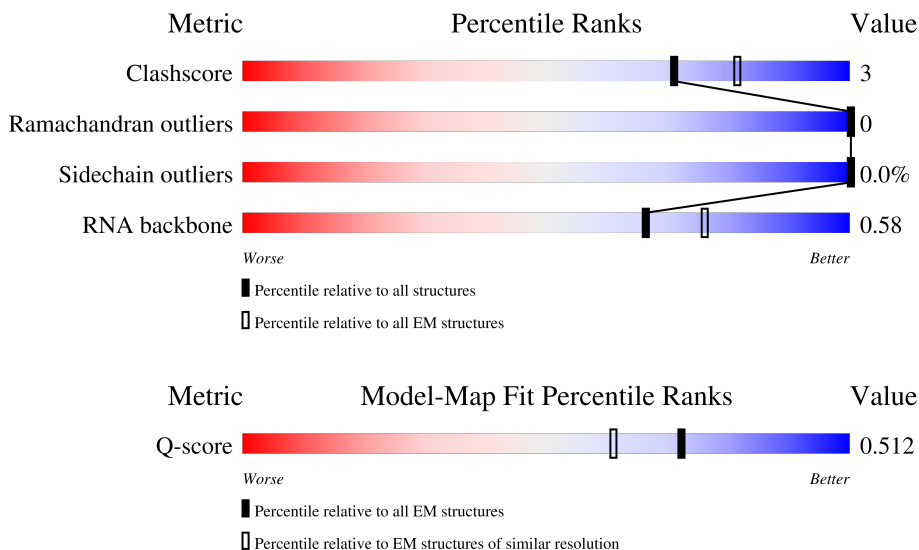 Metric Percentile Ranks Value
Clashscore 3
Ramachandran outliers 0
Sidechain outliers 0.0%
RNA backbone 0.58
Worse Better
Percentile relative to all structures
Percentile relative to all EM structures
Metric Model-Map Fit Percentile Ranks Value
Q-score 0.512
Worse Better
Percentile relative to all EM structures
Percentile relative to EM structures of similar resolution